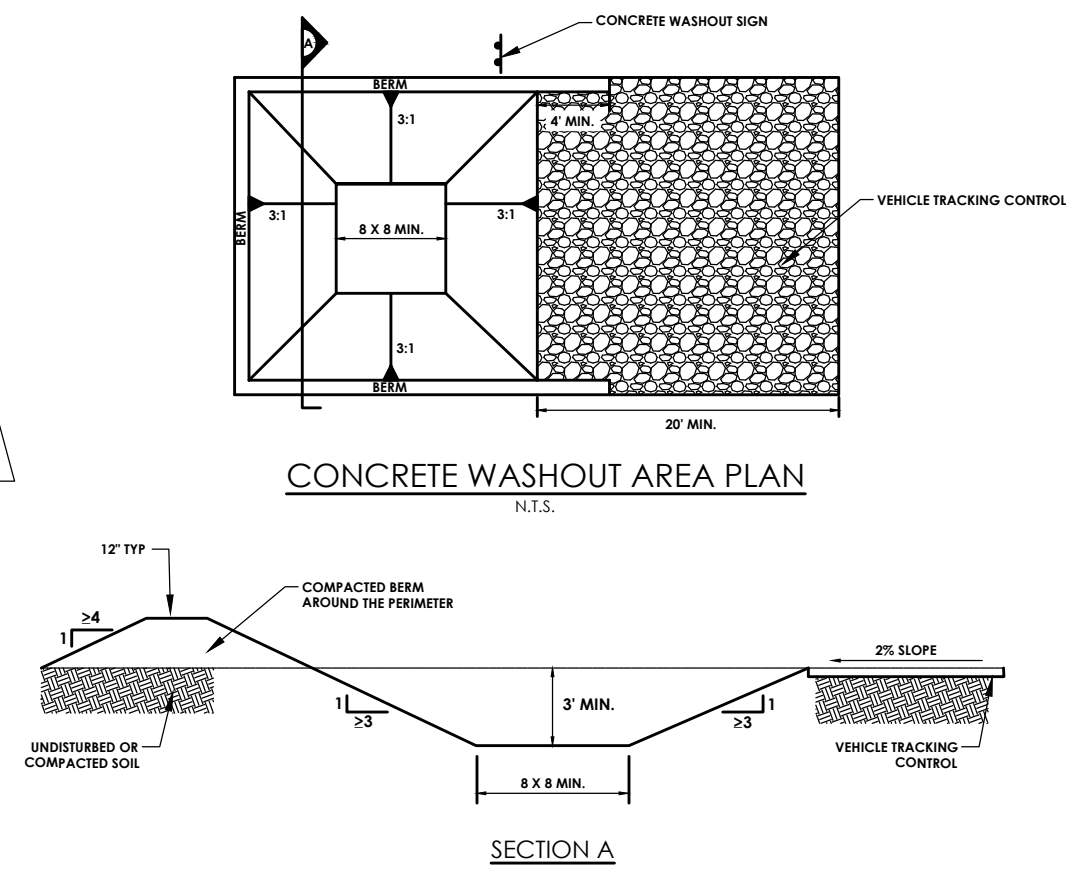 CONCRETE WASHOUT SIGN
A
BERM
4' MIN.
3:1
VEHICLE TRACKING CONTROL
3:1
3:1
BERM
8 X 8 MIN.
3:1
BERM
20' MIN.
CONCRETE WASHOUT AREA PLAN
N.T.S.
12" TYP
COMPACTED BERM
AROUND THE PERIMETER
≥4
1
2% SLOPE
3' MIN.
1
≥3
≥3
1
UNDISTURBED OR
COMPACTED SOIL
VEHICLE TRACKING
CONTROL
8 X 8 MIN.
SECTION A